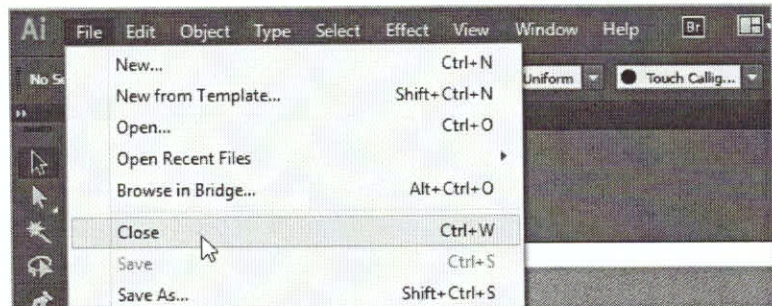 Ai File Edit Object Type Select Effect View Window Help Br
No Se Uniform Touch Callig...
New... Ctrl+N
New from Template... Shift+Ctrl+N
Open... Ctrl+O
Open Recent Files
Browse in Bridge... Alt+Ctrl+O
Close Ctrl+W
Save Ctrl+S
Save As... Shift+Ctrl+S